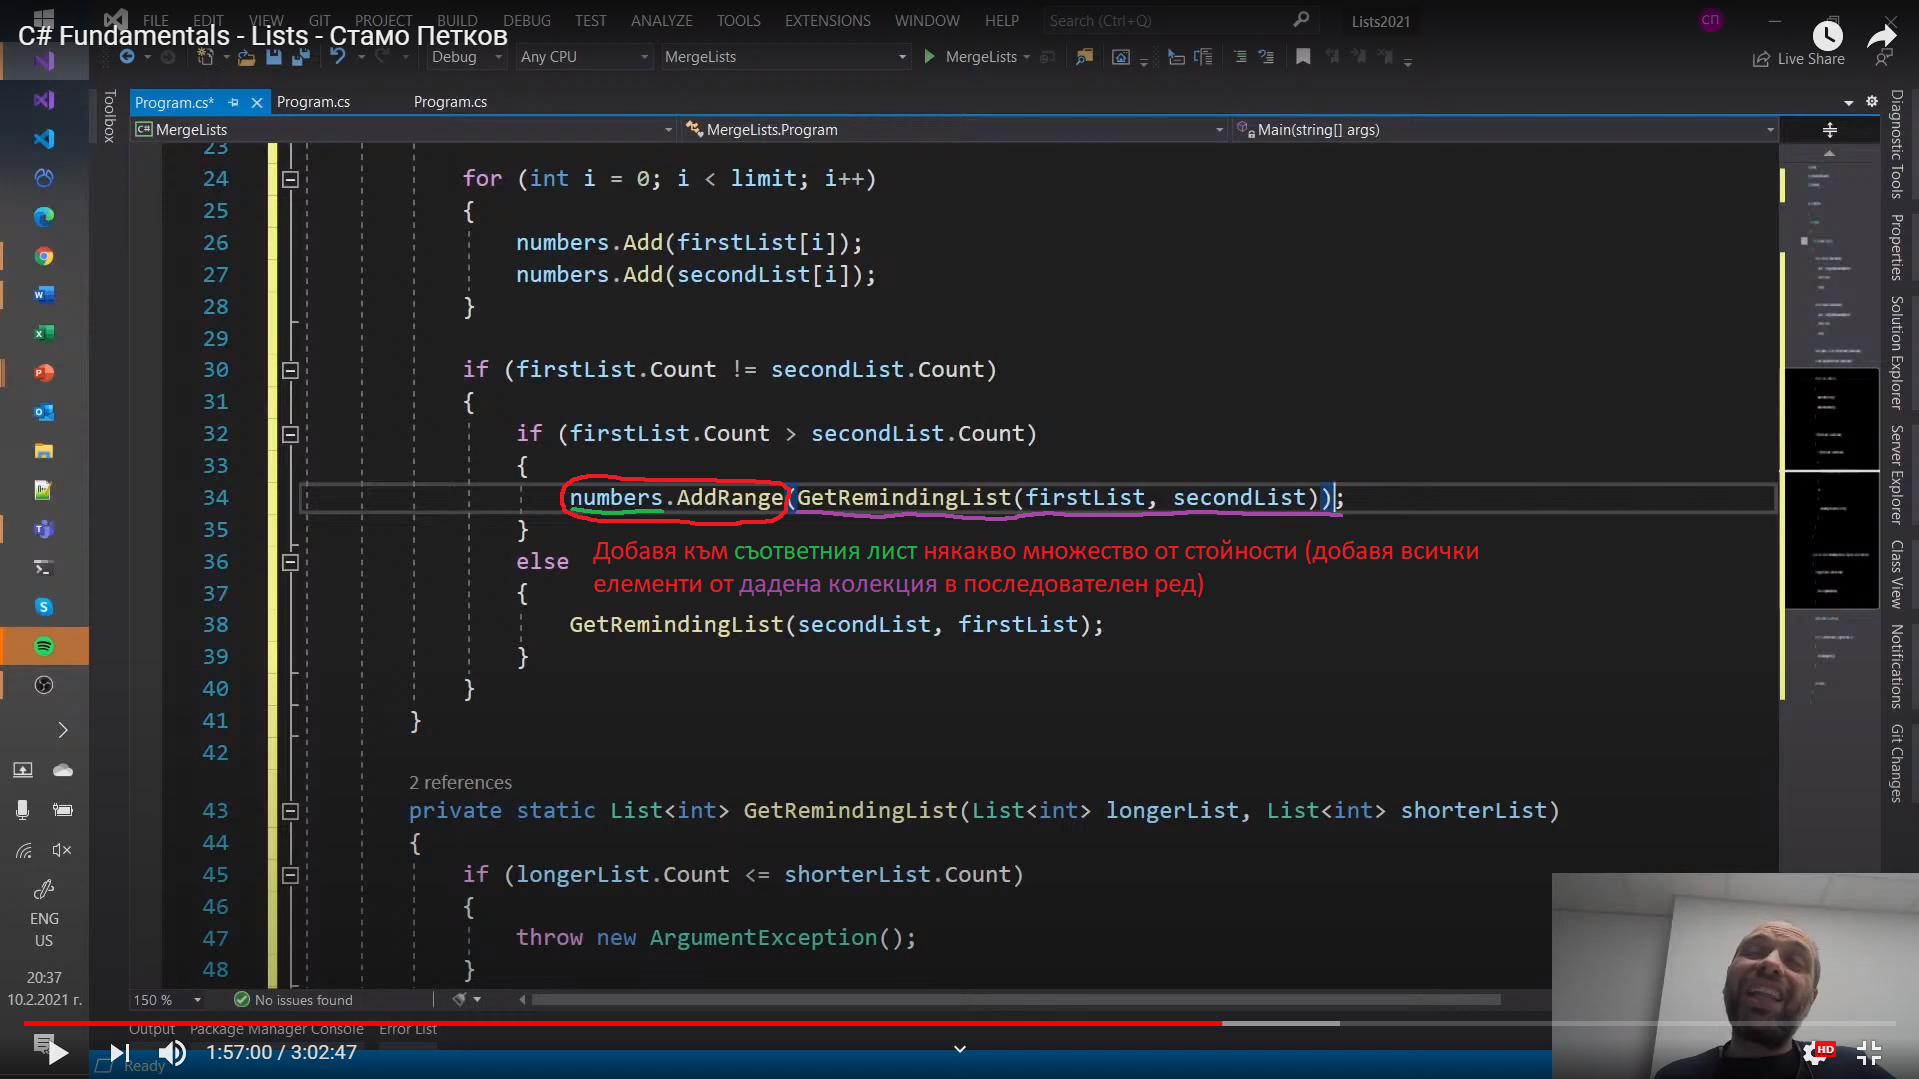 FILE EDIT VIEW GIT PROJECT BUILD DEBUG TEST ANALYZE TOOLS EXTENSIONS WINDOW HELP Search (Ctrl+Q) Lists2021 СП
C# Fundamentals - Lists - Стамо Петков
Debug Any CPU MergeLists MergeLists Live Share
Toolbox
Program.cs* Program.cs Program.cs
C# MergeLists MergeLists.Program Main(string[] args)
23
24 for (int i = 0; i < limit; i++)
25 {
26 numbers.Add(firstList[i]);
27 numbers.Add(secondList[i]);
28 }
29
30 if (firstList.Count != secondList.Count)
31 {
32 if (firstList.Count > secondList.Count)
33 {
34 numbers.AddRange(GetRemindingList(firstList, secondList));
35 }
Добавя към съответния лист някакво множество от стойности (добавя всички
36 else
елементи от дадена колекция в последователен ред)
37 {
38 GetRemindingList(secondList, firstList);
39 }
40 }
41 }
42
2 references
43 private static List<int> GetRemindingList(List<int> longerList, List<int> shorterList)
44 {
45 if (longerList.Count <= shorterList.Count)
46 {
47 throw new ArgumentException();
48 }
Diagnostic Tools
Properties
Solution Explorer
Server Explorer
Class View
Notifications
Git Changes
ENG
US
20:37
10.2.2021 г.
150 % No issues found
Output Package Manager Console Error List
1:57:00 / 3:02:47
HD
Ready